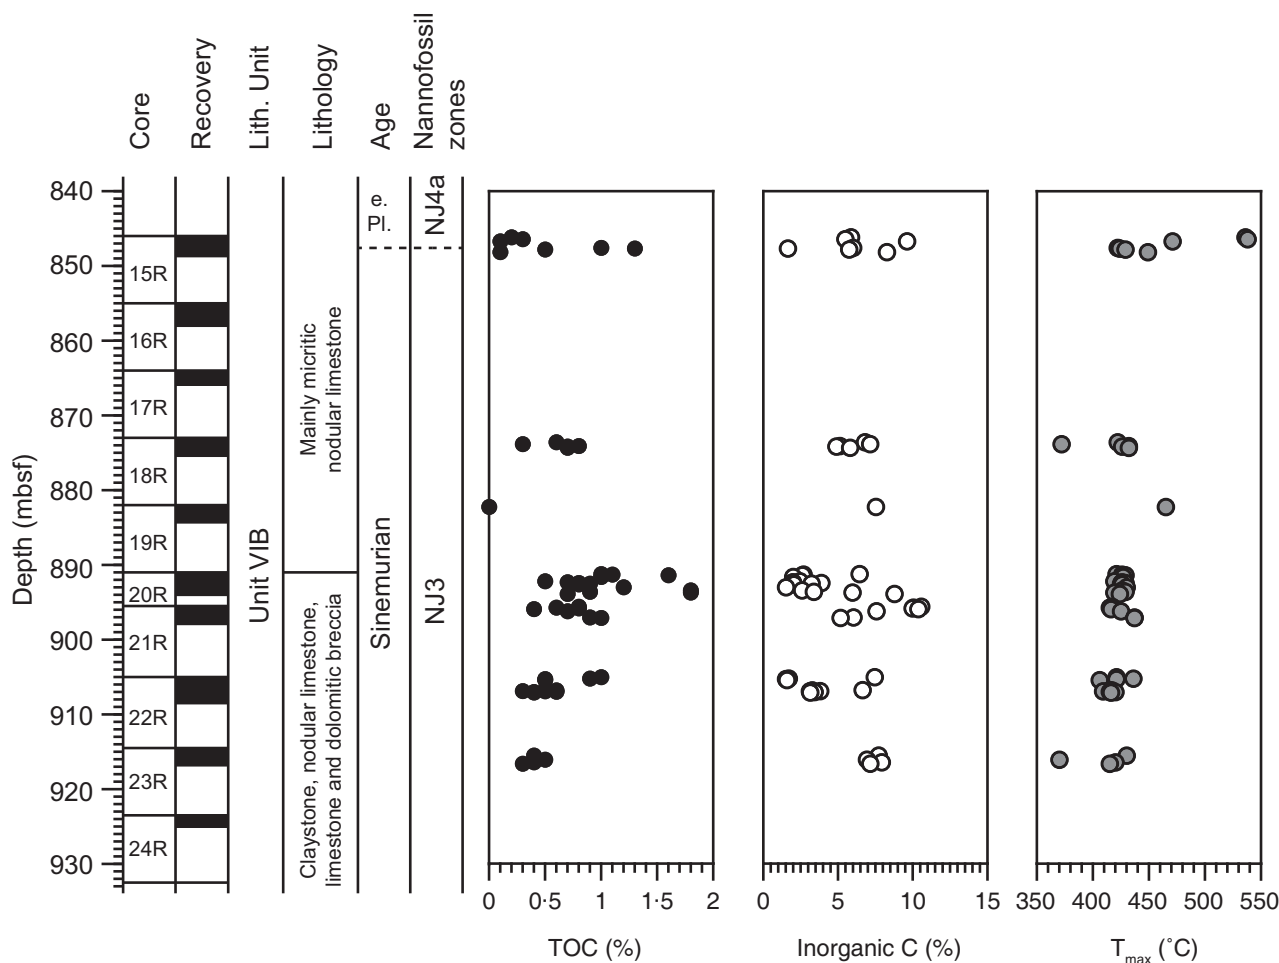 Core
Recovery
Lith. Unit
Lithology
Age
Nannofossil
zones
Depth (mbsf)
840
850
860
870
880
890
900
910
920
930
15R
16R
17R
18R
19R
20R
21R
22R
23R
24R
Unit VIB
Mainly micritic
nodular limestone
Claystone, nodular limestone,
limestone and dolomitic breccia
e.
Pl.
Sinemurian
NJ4a
NJ3
0 0·5 1 1·5 2
TOC (%)
0 5 10 15
Inorganic C (%)
350 400 450 500 550
Tmax (˚C)